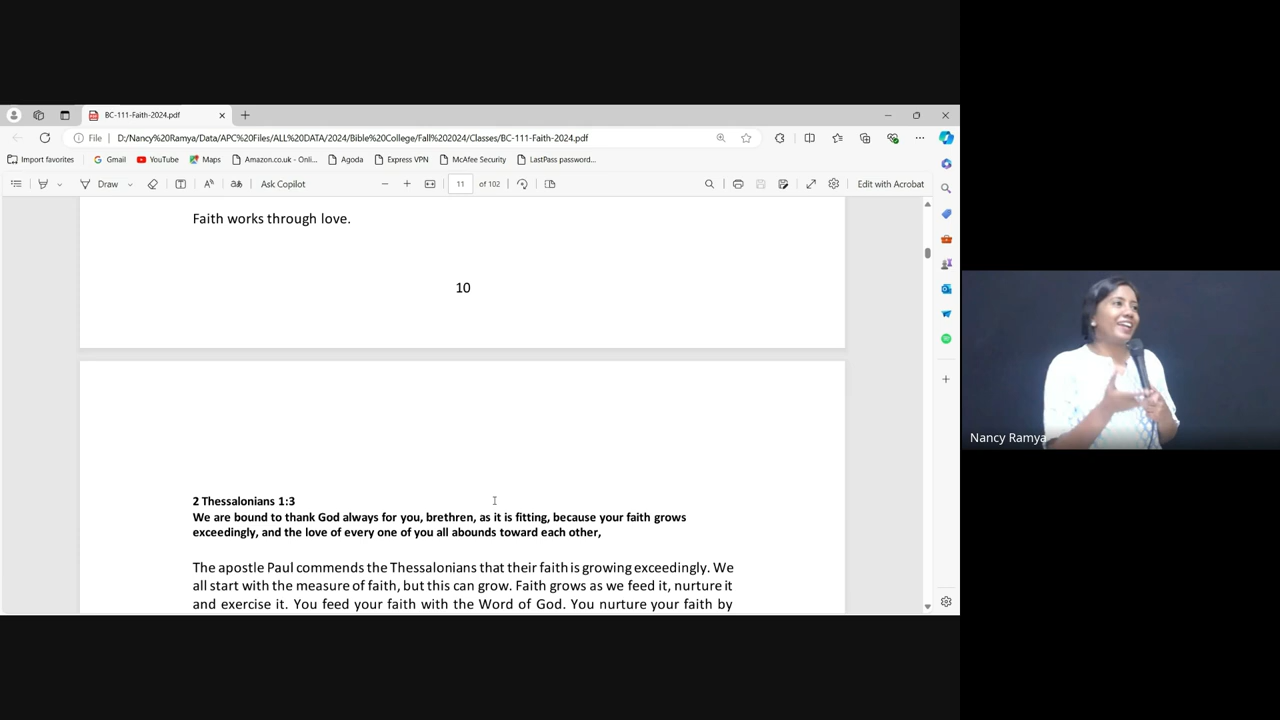 BC-111-Faith-2024.pdf
File
D:/Nancy%20Ramya/Data/APC%20Files/ALL%20DATA/2024/Bible%20College/Fall%202024/Classes/BC-111-Faith-2024.pdf
Import favorites Gmail YouTube Maps Amazon.co.uk - Onli... Agoda Express VPN McAfee Security LastPass password...
Draw Ask Copilot 11 of 102 Edit with Acrobat
Faith works through love.
10
2 Thessalonians 1:3
We are bound to thank God always for you, brethren, as it is fitting, because your faith grows
exceedingly, and the love of every one of you all abounds toward each other,
The apostle Paul commends the Thessalonians that their faith is growing exceedingly. We
all start with the measure of faith, but this can grow. Faith grows as we feed it, nurture it
and exercise it. You feed your faith with the Word of God. You nurture your faith by
Nancy Ramya